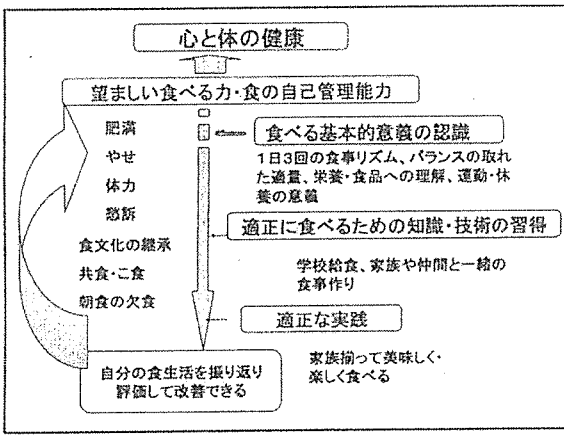 心と体の健康
望ましい食べる力・食の自己管理能力
肥満
やせ
体力
愁訴
食文化の継承
共食・こ食
朝食の欠食
食べる基本的意義の認識
1日3回の食事リズム、バランスの取れ
た適量、栄養・食品への理解、運動・休
養の意義
適正に食べるための知識・技術の習得
学校給食、家族や仲間と一緒の
食事作り
適正な実践
家族揃って美味しく・
楽しく食べる
自分の食生活を振り返り
評価して改善できる